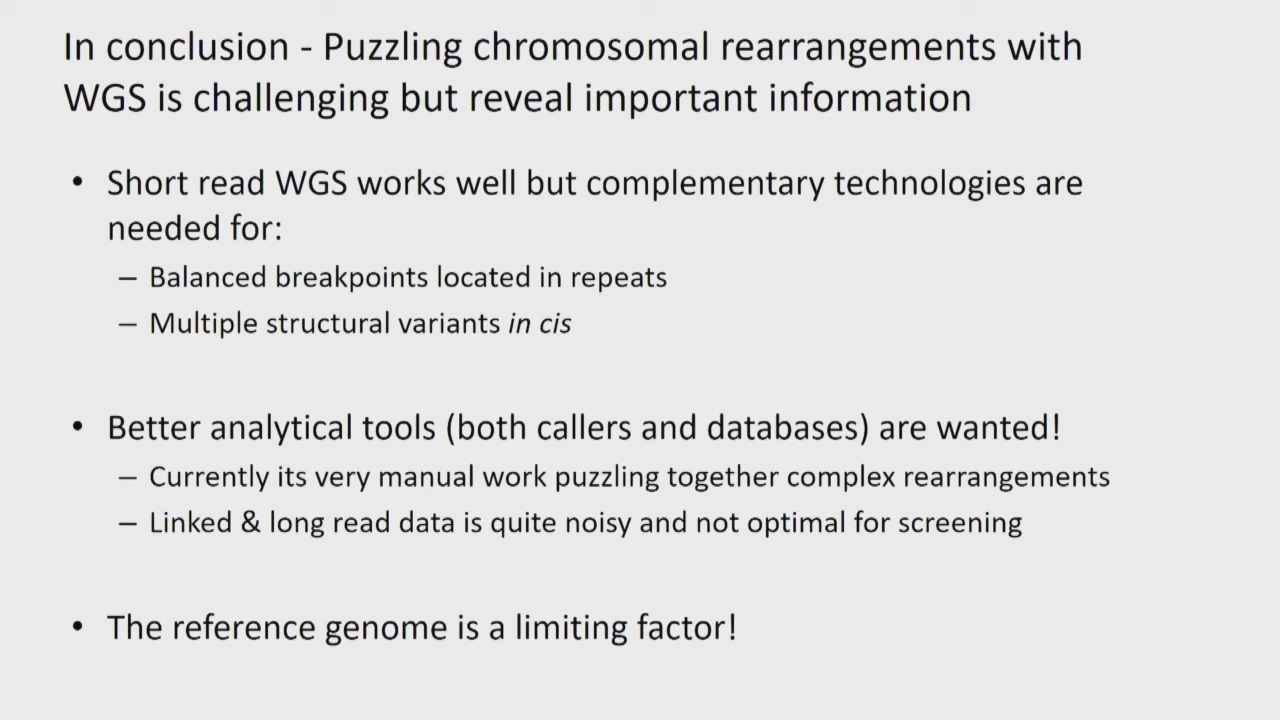 In conclusion - Puzzling chromosomal rearrangements with
WGS is challenging but reveal important information
• Short read WGS works well but complementary technologies are
needed for:
– Balanced breakpoints located in repeats
– Multiple structural variants in cis
• Better analytical tools (both callers and databases) are wanted!
– Currently its very manual work puzzling together complex rearrangements
– Linked & long read data is quite noisy and not optimal for screening
• The reference genome is a limiting factor!